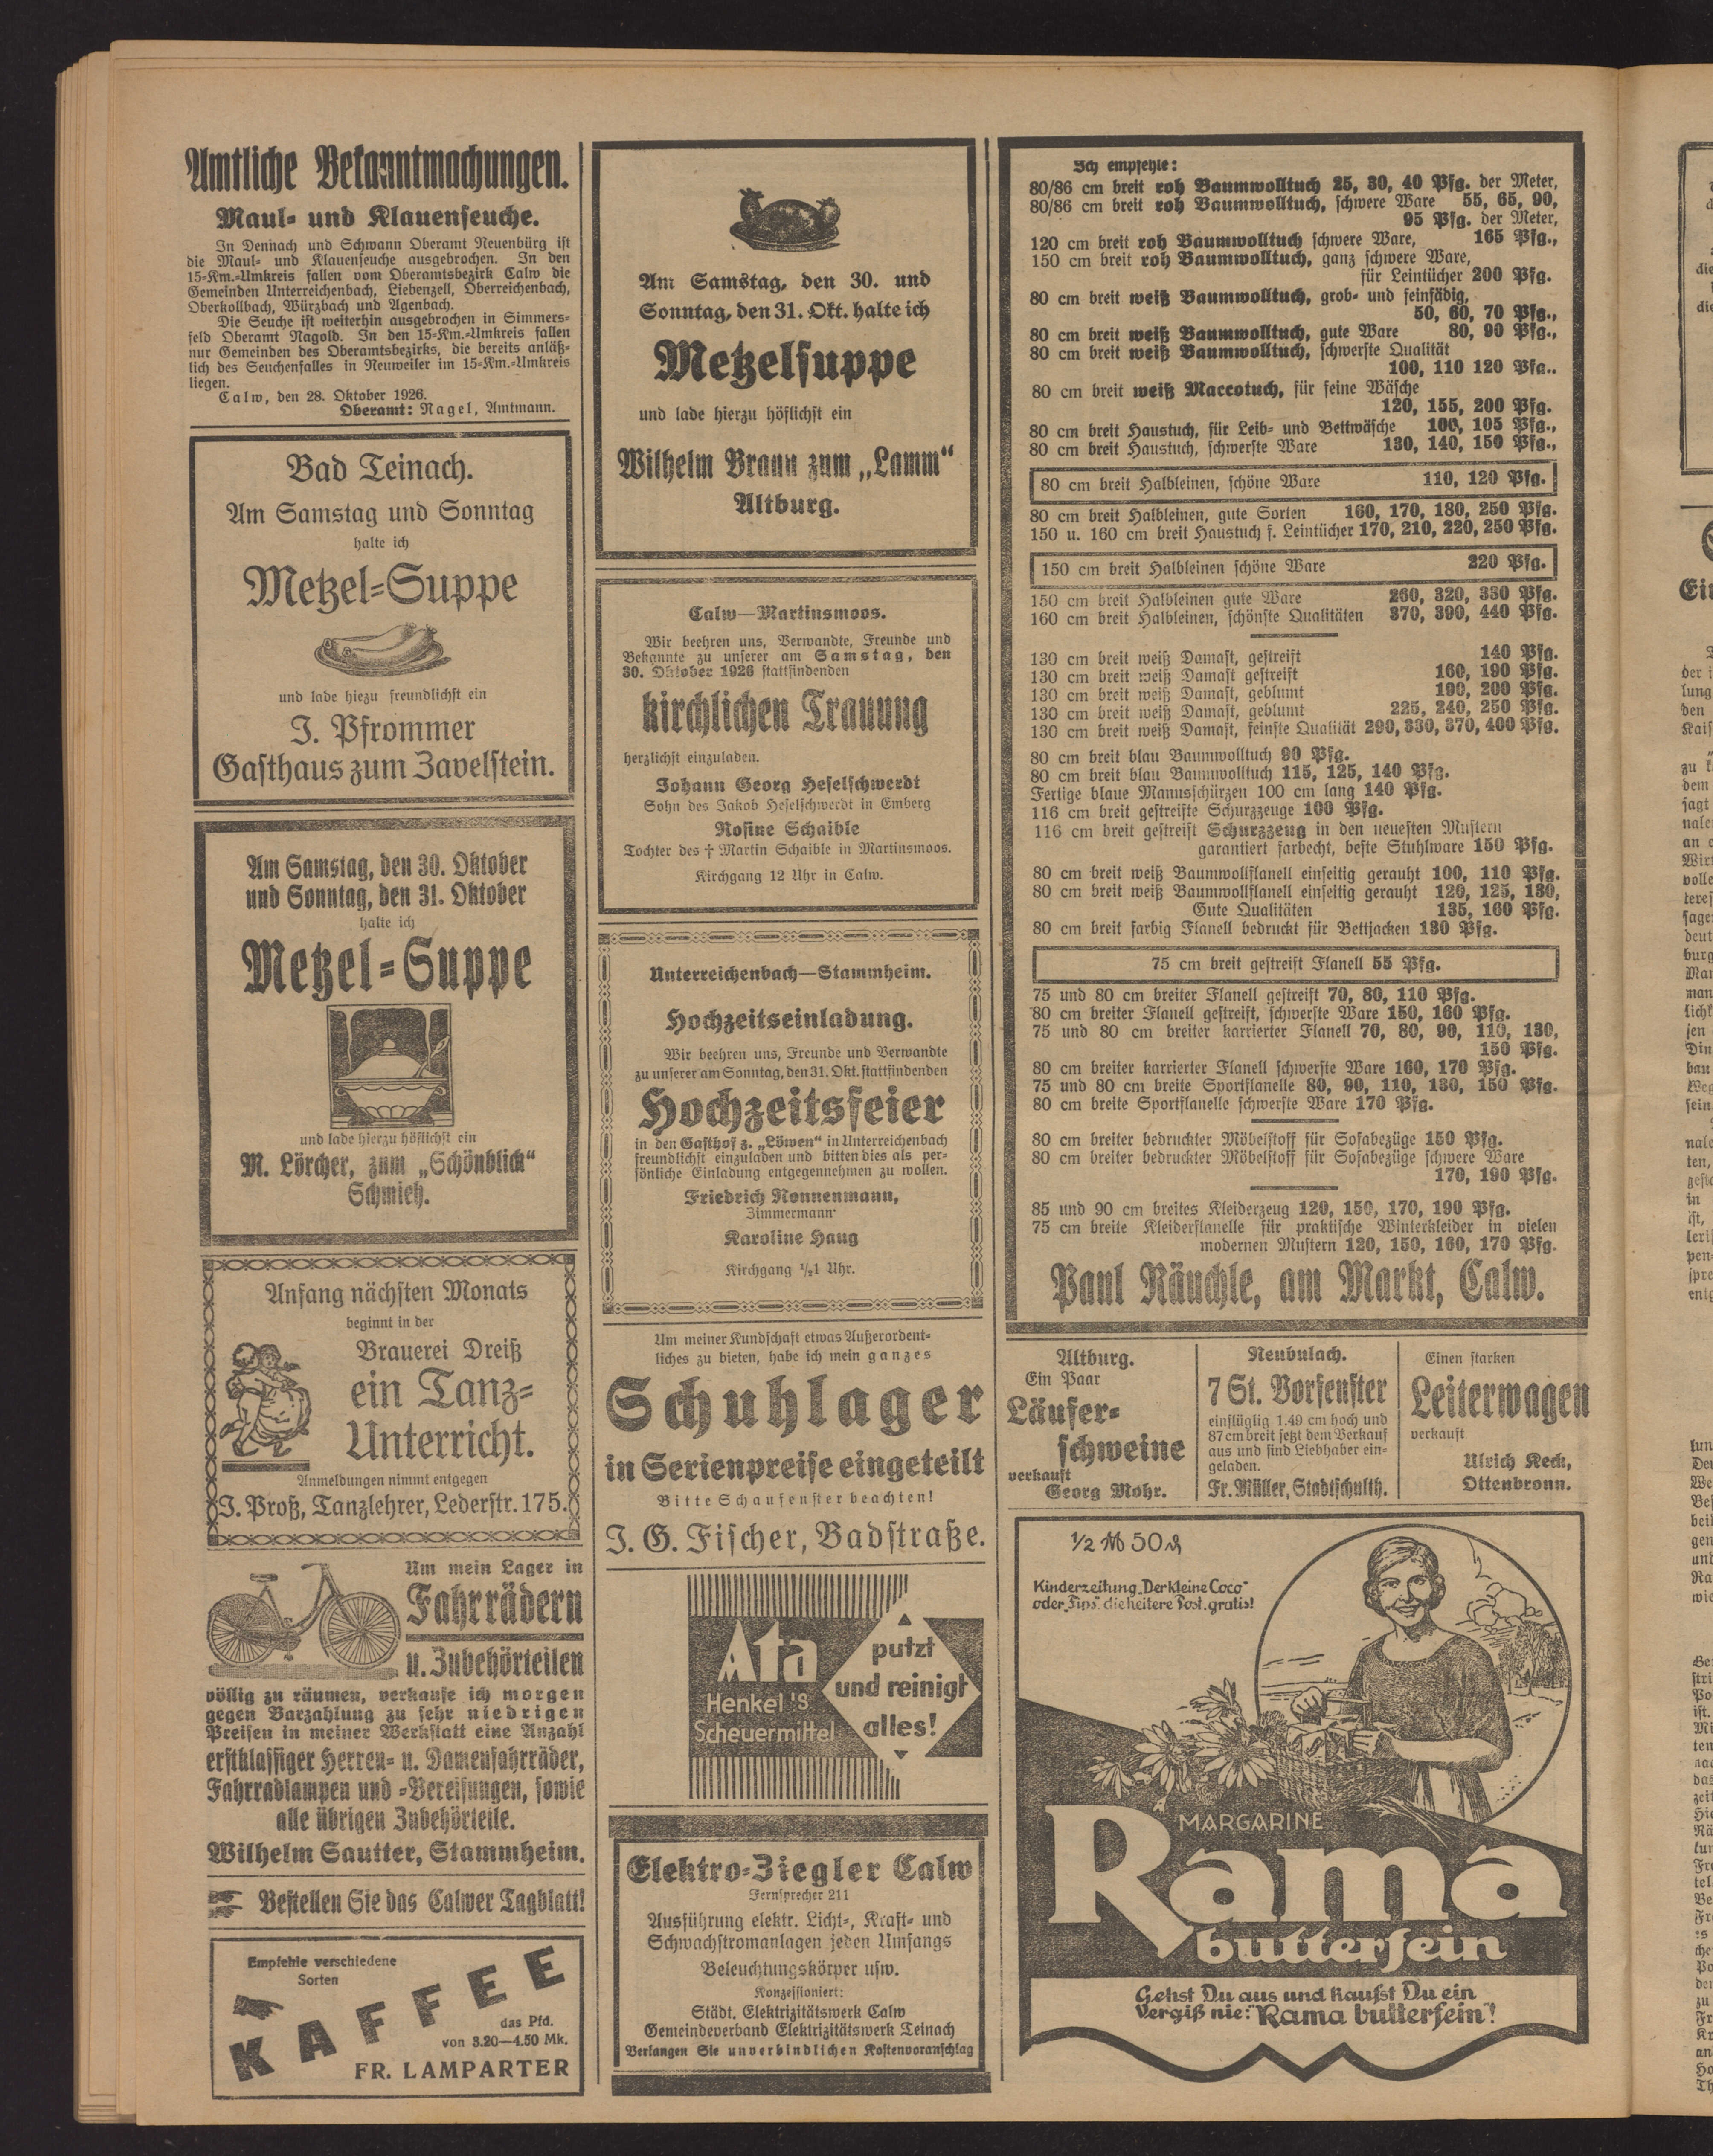 Amtliche Bekanntmachungen.
Maul- und Klauenseuche.
In Dennach und Schwann Oberamt Neuenbürg ist
die Maul- und Klauenseuche ausgebrochen. In den
15-Km.-Umkreis fallen vom Oberamtsbezirk Calw die
Gemeinden Unterreichenbach, Liebenzell, Oberreichenbach,
Oberkollbach, Würzbach und Agenbach.
Die Seuche ist weiterhin ausgebrochen in Simmers-
feld Oberamt Nagold. In den 15-Km.-Umkreis fallen
nur Gemeinden des Oberamtsbezirks, die bereits anläß-
lich des Seuchenfalles in Neuweiler im 15-Km.-Umkreis
liegen.
Calw, den 28. Oktober 1926.
Oberamt: Nagel, Amtmann.
Bad Teinach.
Am Samstag und Sonntag
halte ich
Metzel-Suppe
und lade hiezu freundlichst ein
J. Pfrommer
Gasthaus zum Zavelstein.
Am Samstag, den 30. Oktober
und Sonntag, den 31. Oktober
halte ich
Metzel-Suppe
und lade hierzu höflichst ein
M. Lörcher, zum „Schönblick“
Schmieh.
Anfang nächsten Monats
beginnt in der
Brauerei Dreiß
ein Tanz-
Unterricht.
Anmeldungen nimmt entgegen
J. Proß, Tanzlehrer, Lederstr. 175.
Um mein Lager in
Fahrrädern
u. Zubehörteilen
völlig zu räumen, verkaufe ich morgen
gegen Barzahlung zu sehr niedrigen
Preisen in meiner Werkstatt eine Anzahl
erstklassiger Herren- u. Damenfahrräder,
Fahrradlampen und -Bereifungen, sowie
alle übrigen Zubehörteile.
Wilhelm Sautter, Stammheim.
Bestellen Sie das Calwer Tagblatt!
Empfehle verschiedene
Sorten
KAFFEE
das Pfd.
von 3.20—4.50 Mk.
FR. LAMPARTER
Am Samstag, den 30. und
Sonntag, den 31. Okt. halte ich
Metzelsuppe
und lade hierzu höflichst ein
Wilhelm Braun zum „Lamm“
Altburg.
Calw—Martinsmoos.
Wir beehren uns, Verwandte, Freunde und
Bekannte zu unserer am Samstag, den
30. Oktober 1926 stattfindenden
kirchlichen Trauung
herzlichst einzuladen.
Johann Georg Heselschwerdt
Sohn des Jakob Heselschwerdt in Emberg
Rosine Schaible
Tochter des † Martin Schaible in Martinsmoos.
Kirchgang 12 Uhr in Calw.
Unterreichenbach—Stammheim.
Hochzeitseinladung.
Wir beehren uns, Freunde und Verwandte
zu unserer am Sonntag, den 31. Okt. stattfindenden
Hochzeitsfeier
in den Gasthof z. „Löwen“ in Unterreichenbach
freundlichst einzuladen und bitten dies als per-
sönliche Einladung entgegennehmen zu wollen.
Friedrich Nonnenmann,
Zimmermann
Karoline Haug
Kirchgang ½1 Uhr.
Um meiner Kundschaft etwas Außerordent-
liches zu bieten, habe ich mein ganzes
Schuhlager
in Serienpreise eingeteilt
Bitte Schaufenster beachten!
J. G. Fischer, Badstraße.
Ata
Henkel's
Scheuermittel
putzt
und reinigt
alles!
Elektro-Ziegler Calw
Fernsprecher 211
Ausführung elektr. Licht-, Kraft- und
Schwachstromanlagen jeden Umfangs
Beleuchtungskörper usw.
Konzessioniert:
Städt. Elektrizitätswerk Calw
Gemeindeverband Elektrizitätswerk Teinach
Verlangen Sie unverbindlichen Kostenvoranschlag
Ich empfehle:
80/86 cm breit roh Baumwolltuch 25, 30, 40 Pfg. der Meter,
80/86 cm breit roh Baumwolltuch, schwere Ware 55, 65, 90,
95 Pfg. der Meter,
120 cm breit roh Baumwolltuch schwere Ware, 165 Pfg.,
150 cm breit roh Baumwolltuch, ganz schwere Ware,
für Leintücher 200 Pfg.
80 cm breit weiß Baumwolltuch, grob- und feinfädig,
50, 60, 70 Pfg.,
80 cm breit weiß Baumwolltuch, gute Ware 80, 90 Pfg.,
80 cm breit weiß Baumwolltuch, schwerste Qualität
100, 110 120 Pfg..
80 cm breit weiß Maccotuch, für feine Wäsche
120, 155, 200 Pfg.
80 cm breit Haustuch, für Leib- und Bettwäsche 100, 105 Pfg.,
80 cm breit Haustuch, schwerste Ware 130, 140, 150 Pfg.,
80 cm breit Halbleinen, schöne Ware 110, 120 Pfg.
80 cm breit Halbleinen, gute Sorten 160, 170, 180, 250 Pfg.
150 u. 160 cm breit Haustuch f. Leintücher 170, 210, 220, 250 Pfg.
150 cm breit Halbleinen schöne Ware 220 Pfg.
150 cm breit Halbleinen gute Ware 260, 320, 330 Pfg.
160 cm breit Halbleinen, schönste Qualitäten 370, 390, 440 Pfg.
130 cm breit weiß Damast, gestreift 140 Pfg.
130 cm breit weiß Damast gestreift 160, 190 Pfg.
130 cm breit weiß Damast, geblumt 190, 200 Pfg.
130 cm breit weiß Damast, geblumt 225, 240, 250 Pfg.
130 cm breit weiß Damast, feinste Qualität 290, 330, 370, 400 Pfg.
80 cm breit blau Baumwolltuch 90 Pfg.
80 cm breit blau Baumwolltuch 115, 125, 140 Pfg.
Fertige blaue Mannsschürzen 100 cm lang 140 Pfg.
116 cm breit gestreifte Schurzzeuge 100 Pfg.
116 cm breit gestreift Schurzzeug in den neuesten Mustern
garantiert farbecht, beste Stuhlware 150 Pfg.
80 cm breit weiß Baumwollflanell einseitig gerauht 100, 110 Pfg.
80 cm breit weiß Baumwollflanell einseitig gerauht 120, 125, 130,
Gute Qualitäten 135, 160 Pfg.
80 cm breit farbig Flanell bedruckt für Bettjacken 130 Pfg.
75 cm breit gestreift Flanell 55 Pfg.
75 und 80 cm breiter Flanell gestreift 70, 80, 110 Pfg.
80 cm breiter Flanell gestreift, schwerste Ware 150, 160 Pfg.
75 und 80 cm breiter karrierter Flanell 70, 80, 90, 110, 130,
150 Pfg.
80 cm breiter karrierter Flanell schwerste Ware 160, 170 Pfg.
75 und 80 cm breite Sportflanelle 80, 90, 110, 130, 150 Pfg.
80 cm breite Sportflanelle schwerste Ware 170 Pfg.
80 cm breiter bedruckter Möbelstoff für Sofabezüge 150 Pfg.
80 cm breiter bedruckter Möbelstoff für Sofabezüge schwere Ware
170, 190 Pfg.
85 und 90 cm breites Kleiderzeug 120, 150, 170, 190 Pfg.
75 cm breite Kleiderflanelle für praktische Winterkleider in vielen
modernen Mustern 120, 150, 160, 170 Pfg.
Paul Räuchle, am Markt, Calw.
Altburg.
Ein Paar
Läufer-
schweine
verkauft
Georg Mohr.
Neubulach.
7 St. Vorfenster
einflüglig 1.49 cm hoch und
87 cm breit setzt dem Verkauf
aus und sind Liebhaber ein-
geladen.
Fr. Müller, Stadtschulth.
Einen starken
Leiterwagen
verkauft
Ulrich Keck,
Ottenbronn.
1/2 ℔ 50 ₰
Kinderzeitung „Der kleine Coco“
oder „Fips“ die heitere Post, gratis!
MARGARINE
Rama
butterfein
Gehst Du aus und kaufst Du ein
Vergiß nie: "Rama butterfein"!